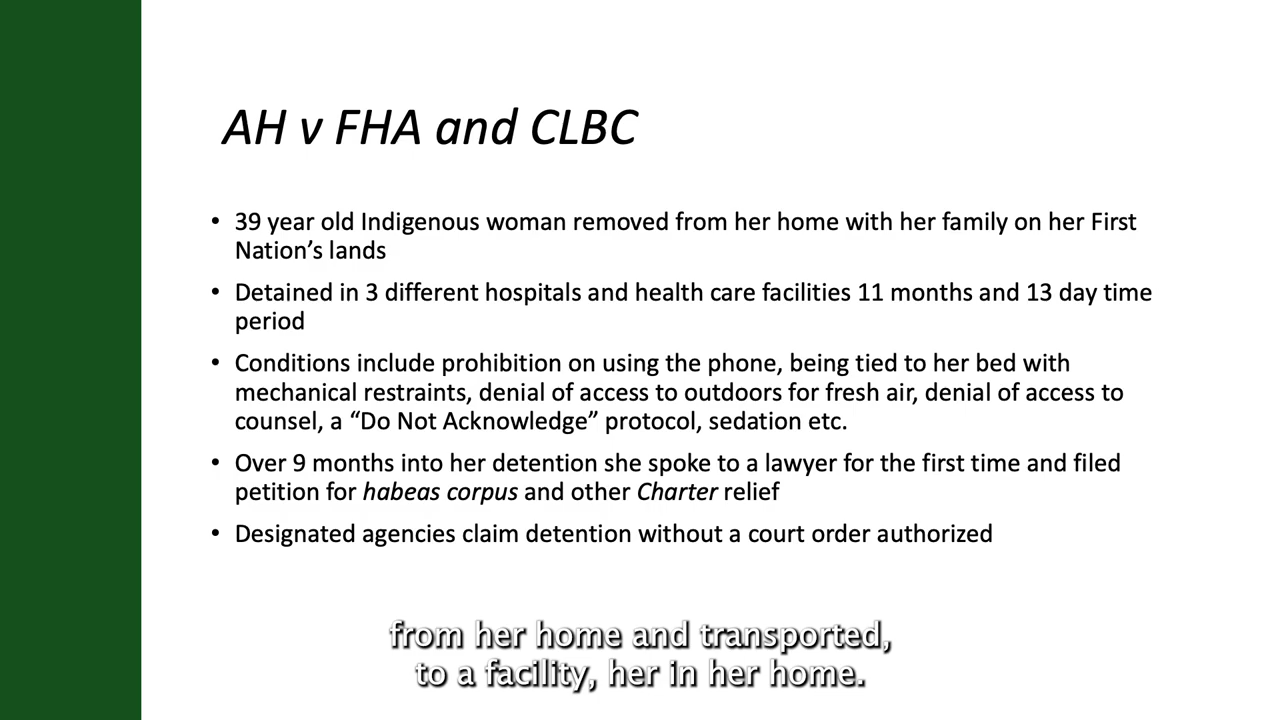 AH v FHA and CLBC
• 39 year old Indigenous woman removed from her home with her family on her First
Nation’s lands
• Detained in 3 different hospitals and health care facilities 11 months and 13 day time
period
• Conditions include prohibition on using the phone, being tied to her bed with
mechanical restraints, denial of access to outdoors for fresh air, denial of access to
counsel, a “Do Not Acknowledge” protocol, sedation etc.
• Over 9 months into her detention she spoke to a lawyer for the first time and filed
petition for habeas corpus and other Charter relief
• Designated agencies claim detention without a court order authorized
from her home and transported,
to a facility, her in her home.